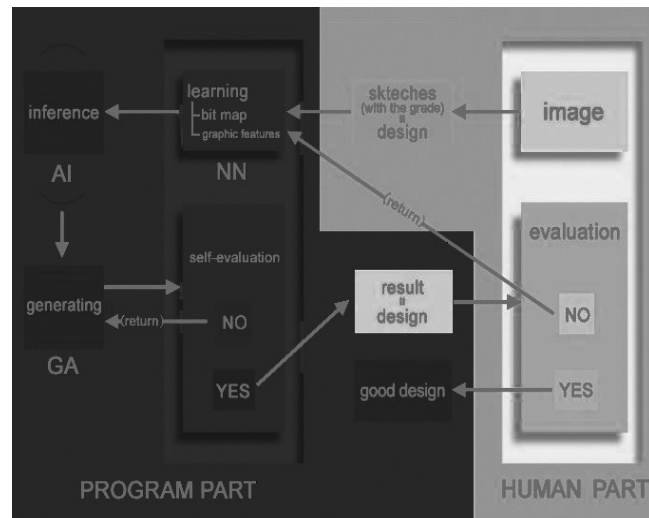 learning
bit map
graphic features
NN
inference
AI
skteches
(with the grade)
=
design
image
(return)
self-evaluation
evaluation
generating
GA
(return)
NO
YES
result
=
design
NO
YES
good design
PROGRAM PART
HUMAN PART